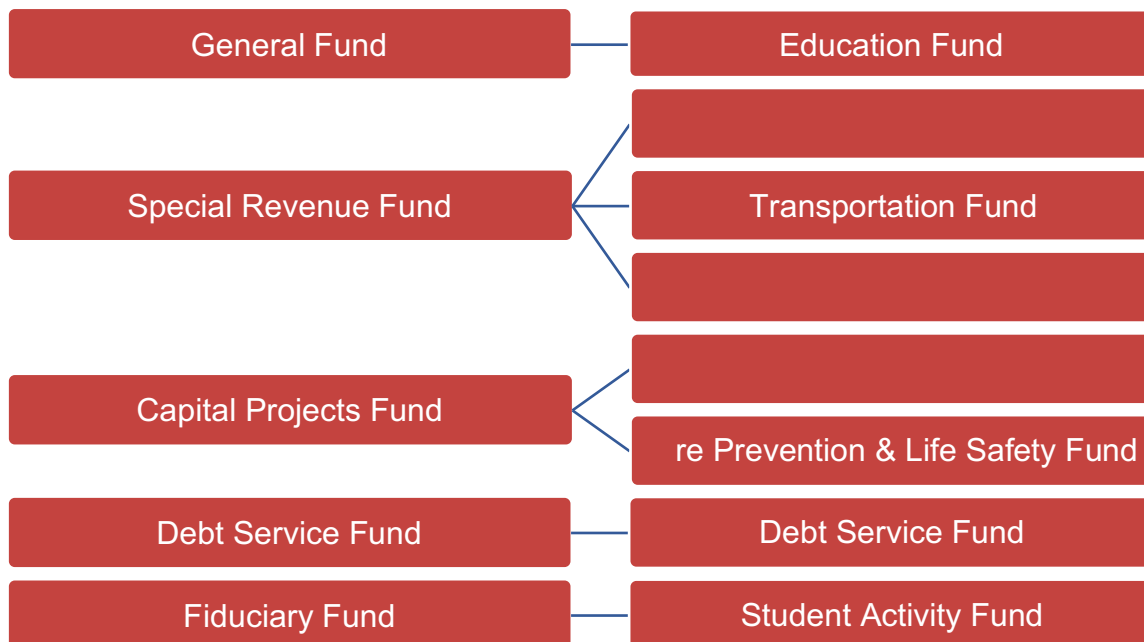 General Fund
Education Fund
Special Revenue Fund
Transportation Fund
Capital Projects Fund
re Prevention & Life Safety Fund
Debt Service Fund
Debt Service Fund
Fiduciary Fund
Student Activity Fund